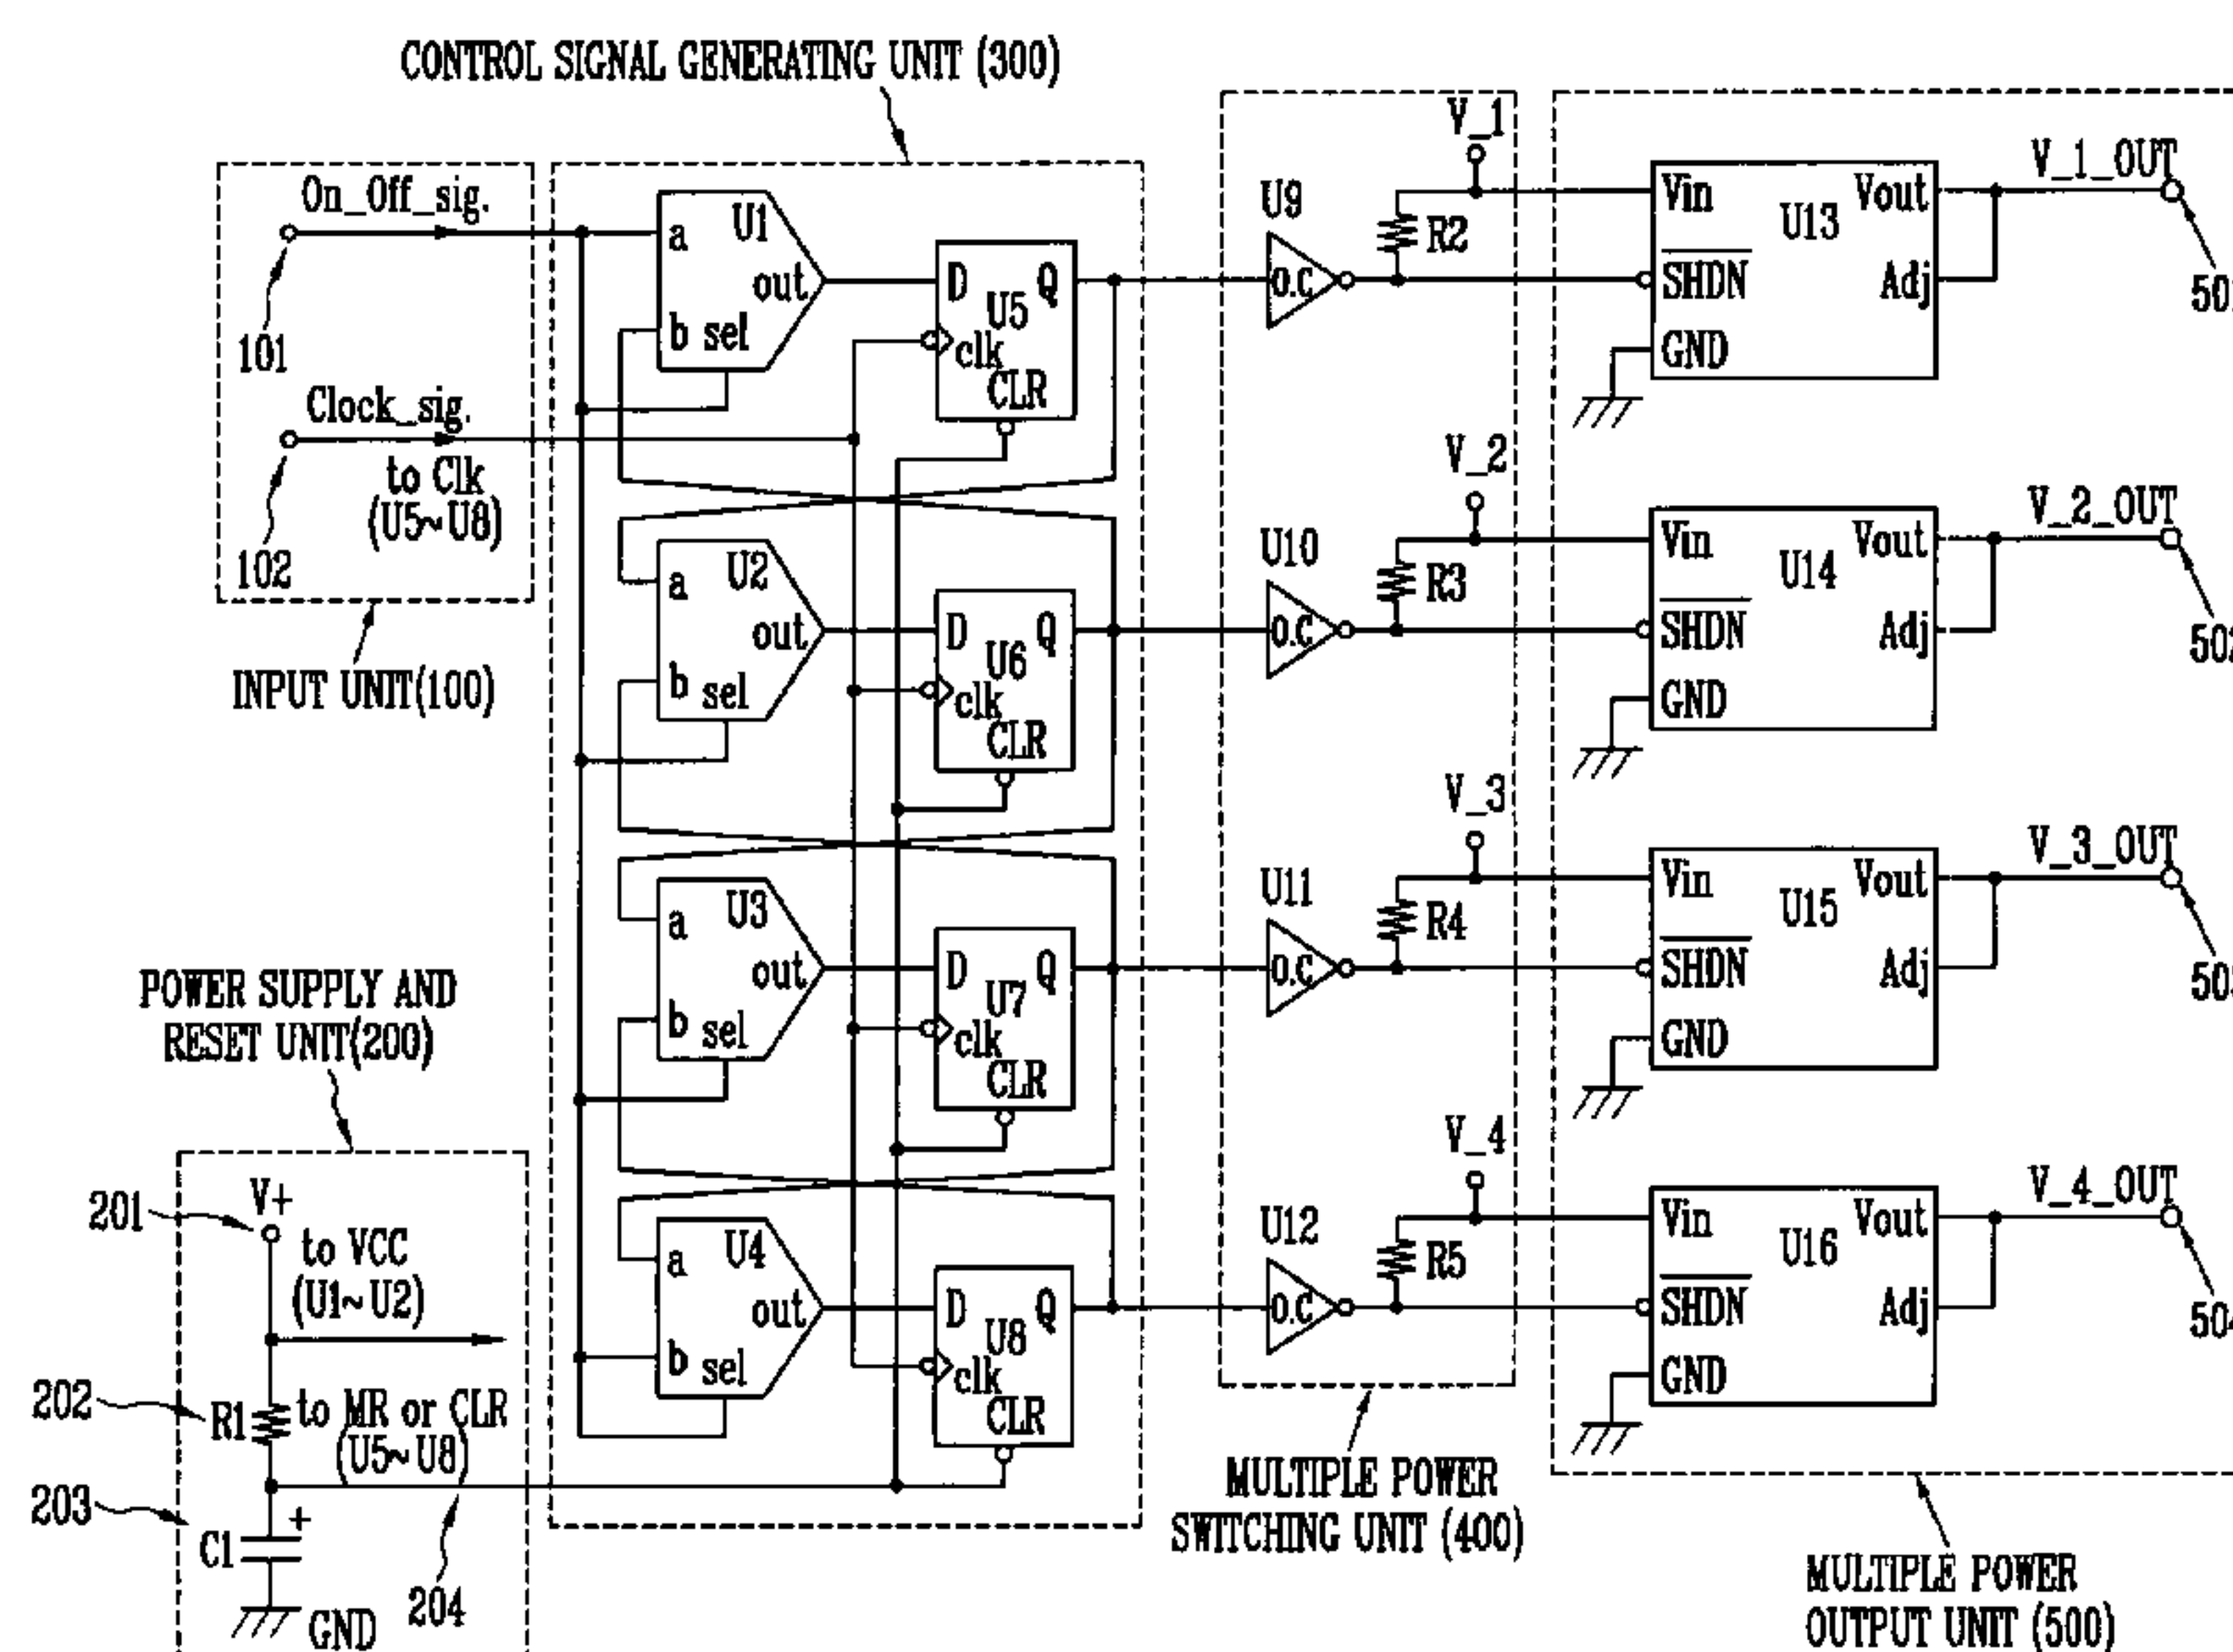 CONTROL SIGNAL GENERATING UNIT (300)
On_Off_sig.
101
Clock_sig.
to Clk
(U5~U8)
102
INPUT UNIT(100)
POWER SUPPLY AND
RESET UNIT(200)
201
V+
to VCC
(U1~U2)
202
R1
to MR or CLR
(U5~U8)
203
+
C1
GND
204
a
U1
out
b
sel
D
Q
U5
clk
CLR
a
U2
out
b
sel
D
Q
U6
clk
CLR
a
U3
out
b
sel
D
Q
U7
clk
CLR
a
U4
out
b
sel
D
Q
U8
clk
CLR
V_1
U9
O.C
R2
V_2
U10
O.C
R3
V_3
U11
O.C
R4
V_4
U12
O.C
R5
MULTIPLE POWER
SWITCHING UNIT (400)
Vin
Vout
U13
SHDN
Adj
GND
V_1_OUT
Vin
Vout
U14
SHDN
Adj
GND
V_2_OUT
Vin
Vout
U15
SHDN
Adj
GND
V_3_OUT
Vin
Vout
U16
SHDN
Adj
GND
V_4_OUT
MULTIPLE POWER
OUTPUT UNIT (500)